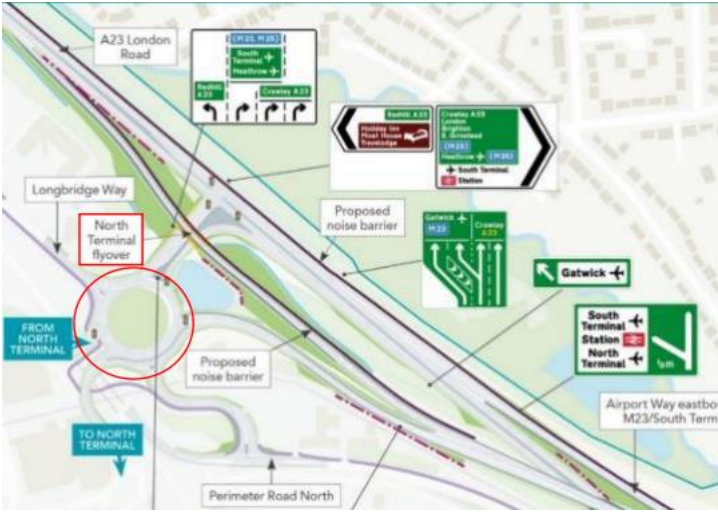 A23 London
Road
(M23, M25)
South
Terminal
Heathrow
Redhill
A23
Crawley A23
Redhill A23
Holiday Inn
Travelodge
Crawley A23
London
Brighton
E. Grinstead
(M23)
Heathrow (M25)
South Terminal
Station
Longbridge Way
North
Terminal
flyover
Proposed
noise barrier
Gatwick
M23
Crawley
A23
Gatwick
South
Terminal
Station
North
Terminal
FROM
NORTH
TERMINAL
Proposed
noise barrier
Airport Way eastbo
M23/South Term
TO NORTH
TERMINAL
Perimeter Road North